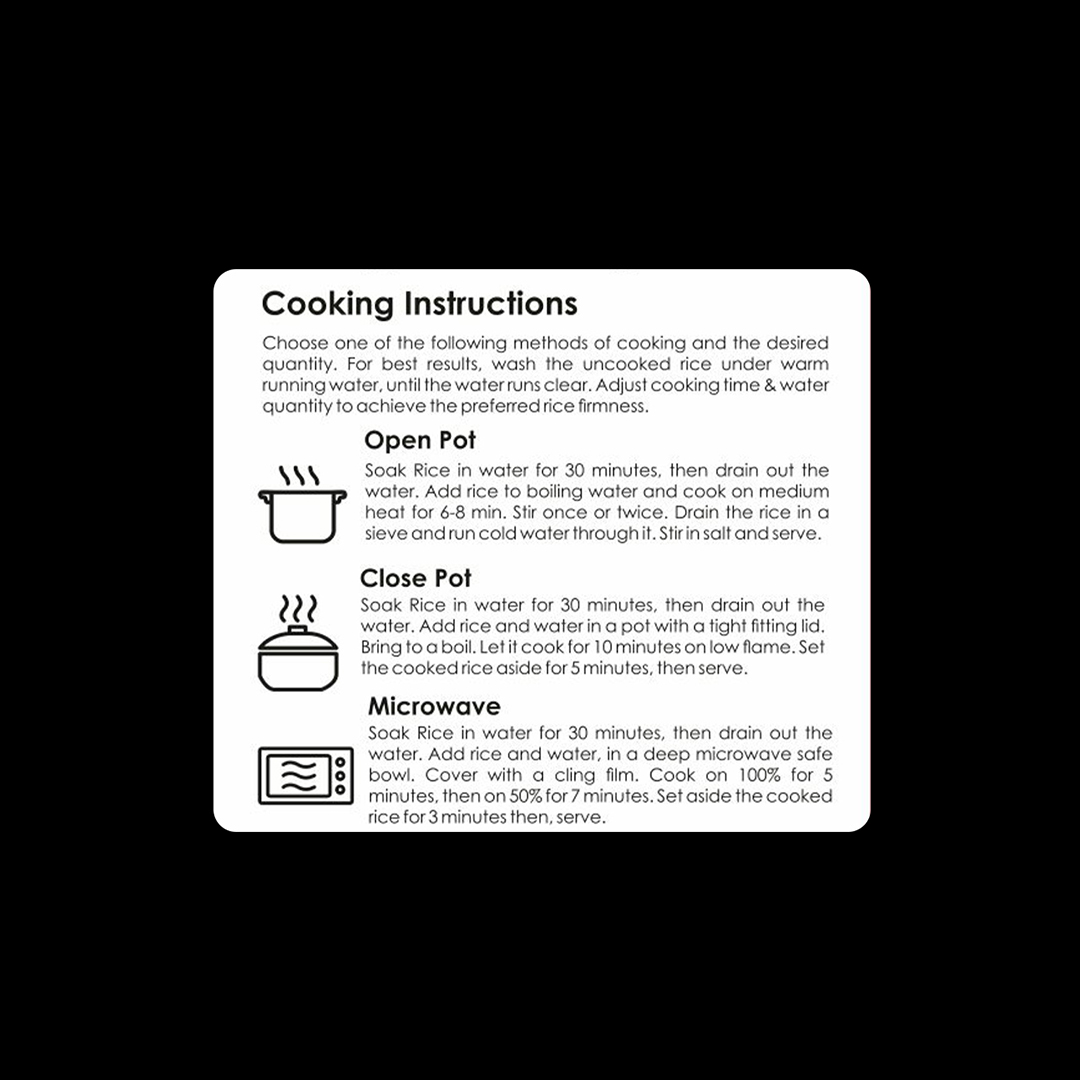 Cooking Instructions
Choose one of the following methods of cooking and the desired
quantity. For best results, wash the uncooked rice under warm
running water, until the water runs clear. Adjust cooking time & water
quantity to achieve the preferred rice firmness.
Open Pot
Soak Rice in water for 30 minutes, then drain out the
water. Add rice to boiling water and cook on medium
heat for 6-8 min. Stir once or twice. Drain the rice in a
sieve and run cold water through it. Stir in salt and serve.
Close Pot
Soak Rice in water for 30 minutes, then drain out the
water. Add rice and water in a pot with a tight fitting lid.
Bring to a boil. Let it cook for 10 minutes on low flame. Set
the cooked rice aside for 5 minutes, then serve.
Microwave
Soak Rice in water for 30 minutes, then drain out the
water. Add rice and water, in a deep microwave safe
bowl. Cover with a cling film. Cook on 100% for 5
minutes, then on 50% for 7 minutes. Set aside the cooked
rice for 3 minutes then, serve.